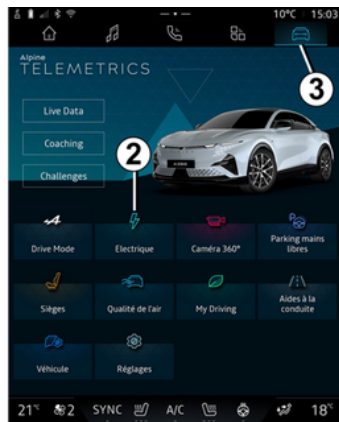 10°C 15:03
3
Alpine
TELEMETRICS
Live Data
Coaching
Challenges
2
Drive Mode
Electrique
Caméra 360°
Parking mains
libres
Sièges
Qualité de l'air
My Driving
Aides à la
conduite
Véhicule
Réglages
21°C 2 SYNC A/C 18°C